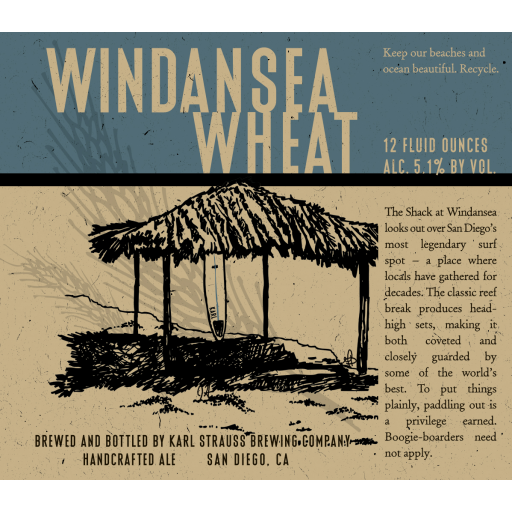 WINDANSEA
WHEAT
Keep our beaches and
ocean beautiful. Recycle.
12 FLUID OUNCES
ALC. 5.1% BY VOL.
The Shack at Windansea
looks out over San Diego's
most legendary surf
spot – a place where
locals have gathered for
decades. The classic reef
break produces head-
high sets, making it
both coveted and
closely guarded by
some of the world's
best. To put things
plainly, paddling out is
a privilege earned.
Boogie-boarders need
not apply.
BREWED AND BOTTLED BY KARL STRAUSS BREWING COMPANY
HANDCRAFTED ALE SAN DIEGO, CA